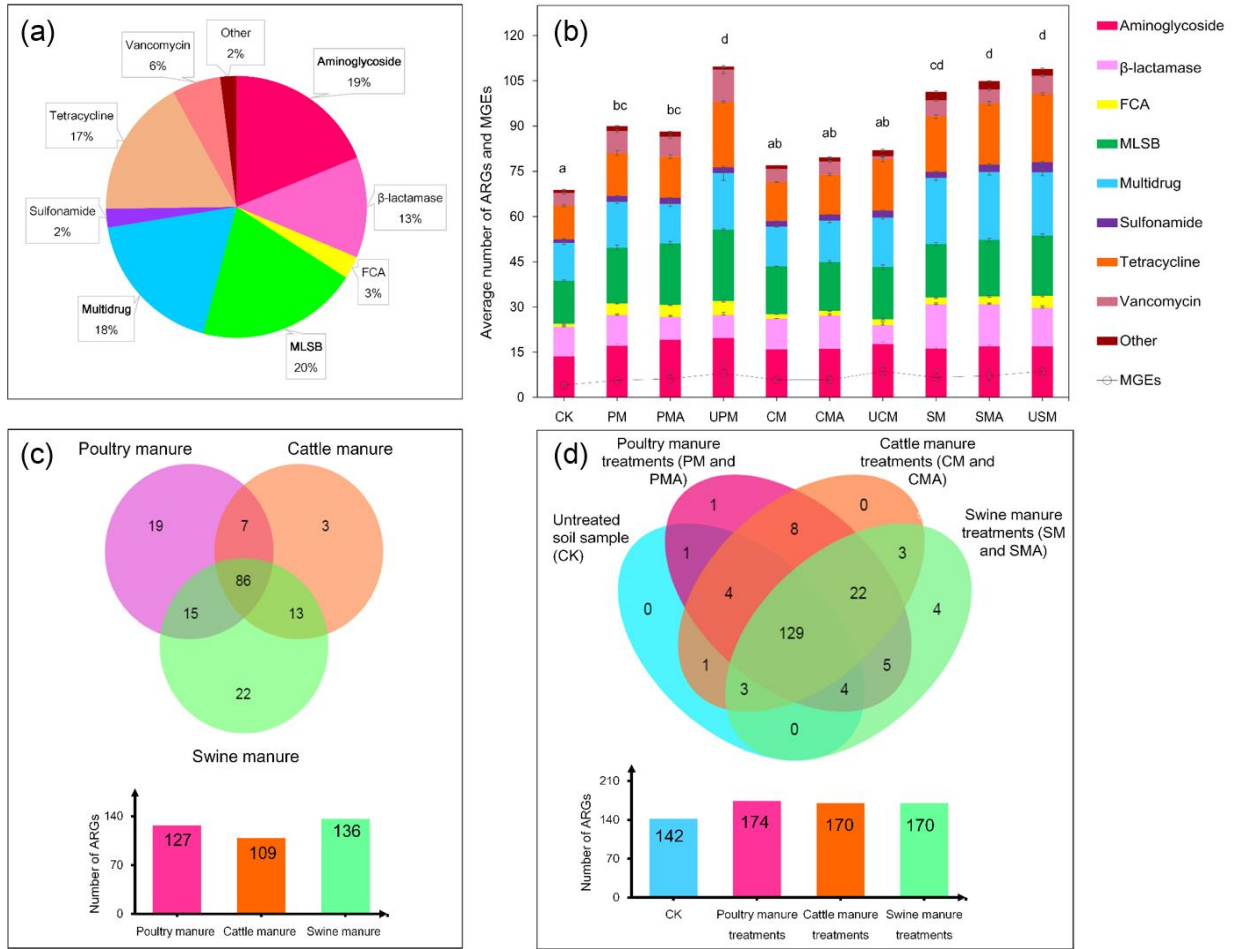 (a)
Other
2%
Vancomycin
6%
Aminoglycoside
19%
Tetracycline
17%
β-lactamase
13%
Sulfonamide
2%
FCA
3%
Multidrug
18%
MLSB
20%
(b)
Average number of ARGs and MGEs
120
105
90
75
60
45
30
15
0
a
bc
bc
d
ab
ab
ab
cd
d
d
CK
PM
PMA
UPM
CM
CMA
UCM
SM
SMA
USM
Aminoglycoside
β-lactamase
FCA
MLSB
Multidrug
Sulfonamide
Tetracycline
Vancomycin
Other
MGEs
(c)
Poultry manure
Cattle manure
19
7
3
86
15
13
22
Swine manure
Number of ARGs
140
70
0
127
109
136
Poultry manure
Cattle manure
Swine manure
(d)
Poultry manure
treatments (PM and
PMA)
Cattle manure
treatments (CM and
CMA)
Untreated
soil sample
(CK)
Swine manure
treatments (SM
and SMA)
1
0
1
8
3
0
4
22
4
129
1
5
3
4
0
Number of ARGs
210
140
70
0
142
174
170
170
CK
Poultry manure
treatments
Cattle manure
treatments
Swine manure
treatments